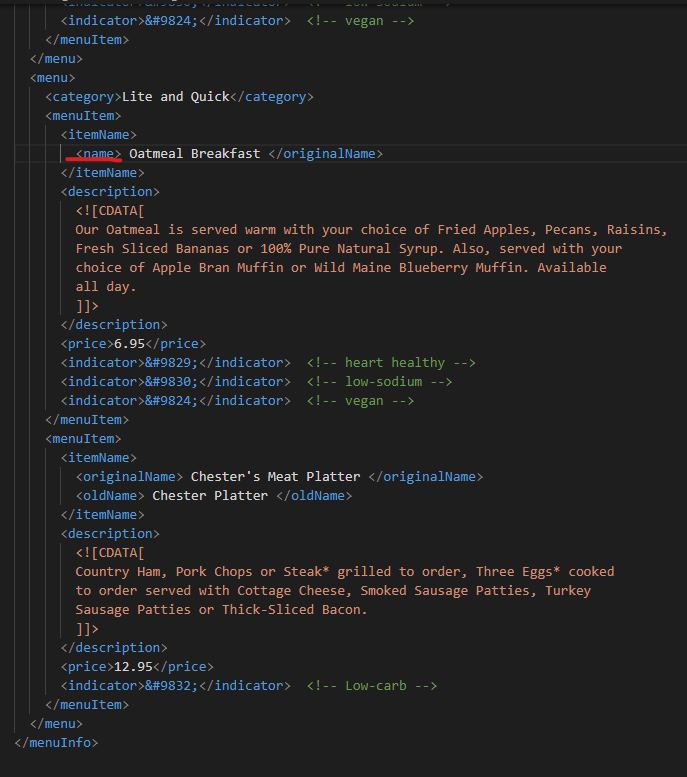 <indicator>&#9824;</indicator>  <!-- vegan -->
</menuItem>
</menu>
<menu>
<category>Lite and Quick</category>
<menuItem>
<itemName>
<name> Oatmeal Breakfast </originalName>
</itemName>
<description>
<![CDATA[
Our Oatmeal is served warm with your choice of Fried Apples, Pecans, Raisins,
Fresh Sliced Bananas or 100% Pure Natural Syrup. Also, served with your
choice of Apple Bran Muffin or Wild Maine Blueberry Muffin. Available
all day.
]]>
</description>
<price>6.95</price>
<indicator>&#9829;</indicator>  <!-- heart healthy -->
<indicator>&#9830;</indicator>  <!-- low-sodium -->
<indicator>&#9824;</indicator>  <!-- vegan -->
</menuItem>
<menuItem>
<itemName>
<originalName> Chester's Meat Platter </originalName>
<oldName> Chester Platter </oldName>
</itemName>
<description>
<![CDATA[
Country Ham, Pork Chops or Steak* grilled to order, Three Eggs* cooked
to order served with Cottage Cheese, Smoked Sausage Patties, Turkey
Sausage Patties or Thick-Sliced Bacon.
]]>
</description>
<price>12.95</price>
<indicator>&#9832;</indicator>  <!-- Low-carb -->
</menuItem>
</menu>
</menuInfo>